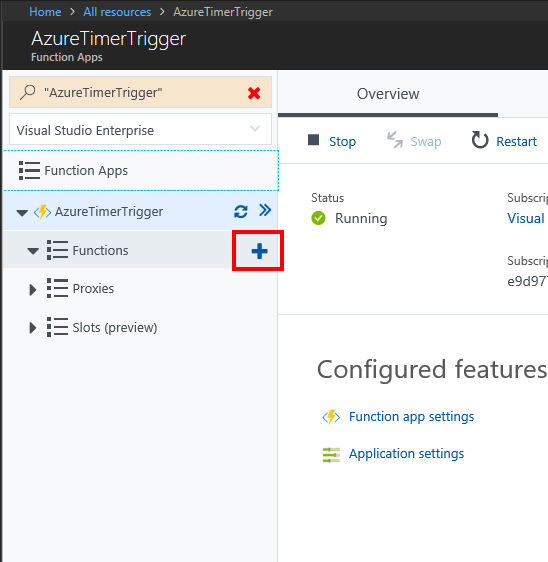 Home > All resources > AzureTimerTrigger
AzureTimerTrigger
Function Apps
"AzureTimerTrigger"
Visual Studio Enterprise
Function Apps
AzureTimerTrigger
Functions
Proxies
Slots (preview)
Overview
Stop Swap Restart
Status
Running
Subscrip
Visual
Subscrip
e9d977
Configured features
Function app settings
Application settings